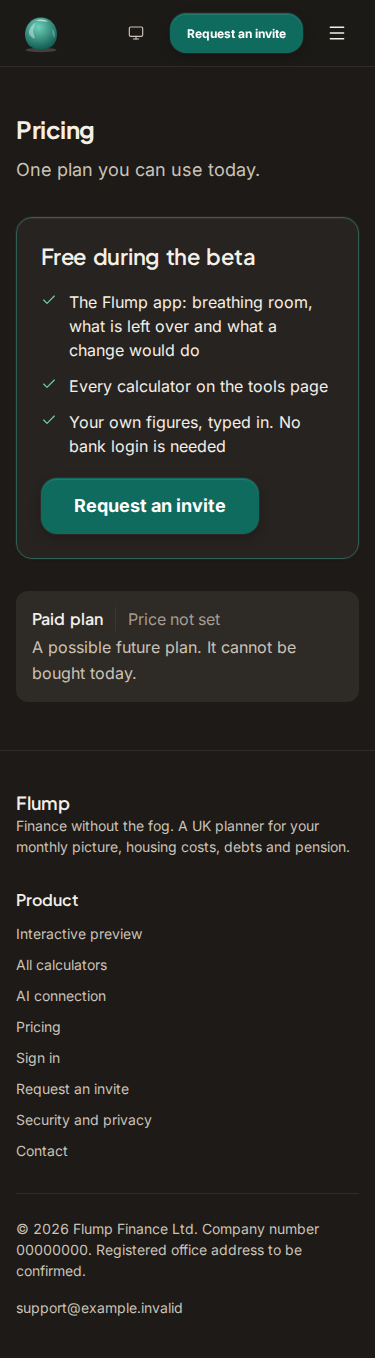 Request an invite
Pricing
One plan you can use today.
Free during the beta
The Flump app: breathing room,
what is left over and what a
change would do
Every calculator on the tools page
Your own figures, typed in. No
bank login is needed
Request an invite
Paid plan Price not set
A possible future plan. It cannot be
bought today.
Flump
Finance without the fog. A UK planner for your
monthly picture, housing costs, debts and pension.
Product
Interactive preview
All calculators
AI connection
Pricing
Sign in
Request an invite
Security and privacy
Contact
© 2026 Flump Finance Ltd. Company number
00000000. Registered office address to be
confirmed.
support@example.invalid